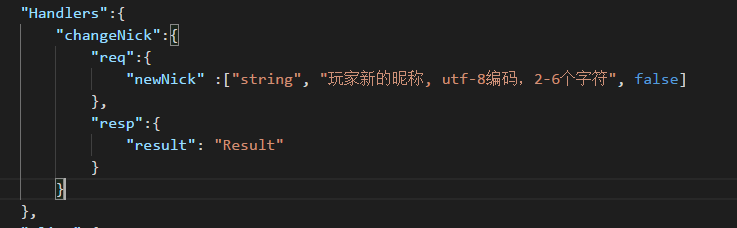 "Handlers":{
"changeNick":{
"req":{
"newNick" :["string", "玩家新的昵称, utf-8编码，2-6个字符", false]
},
"resp":{
"result": "Result"
}
}
},